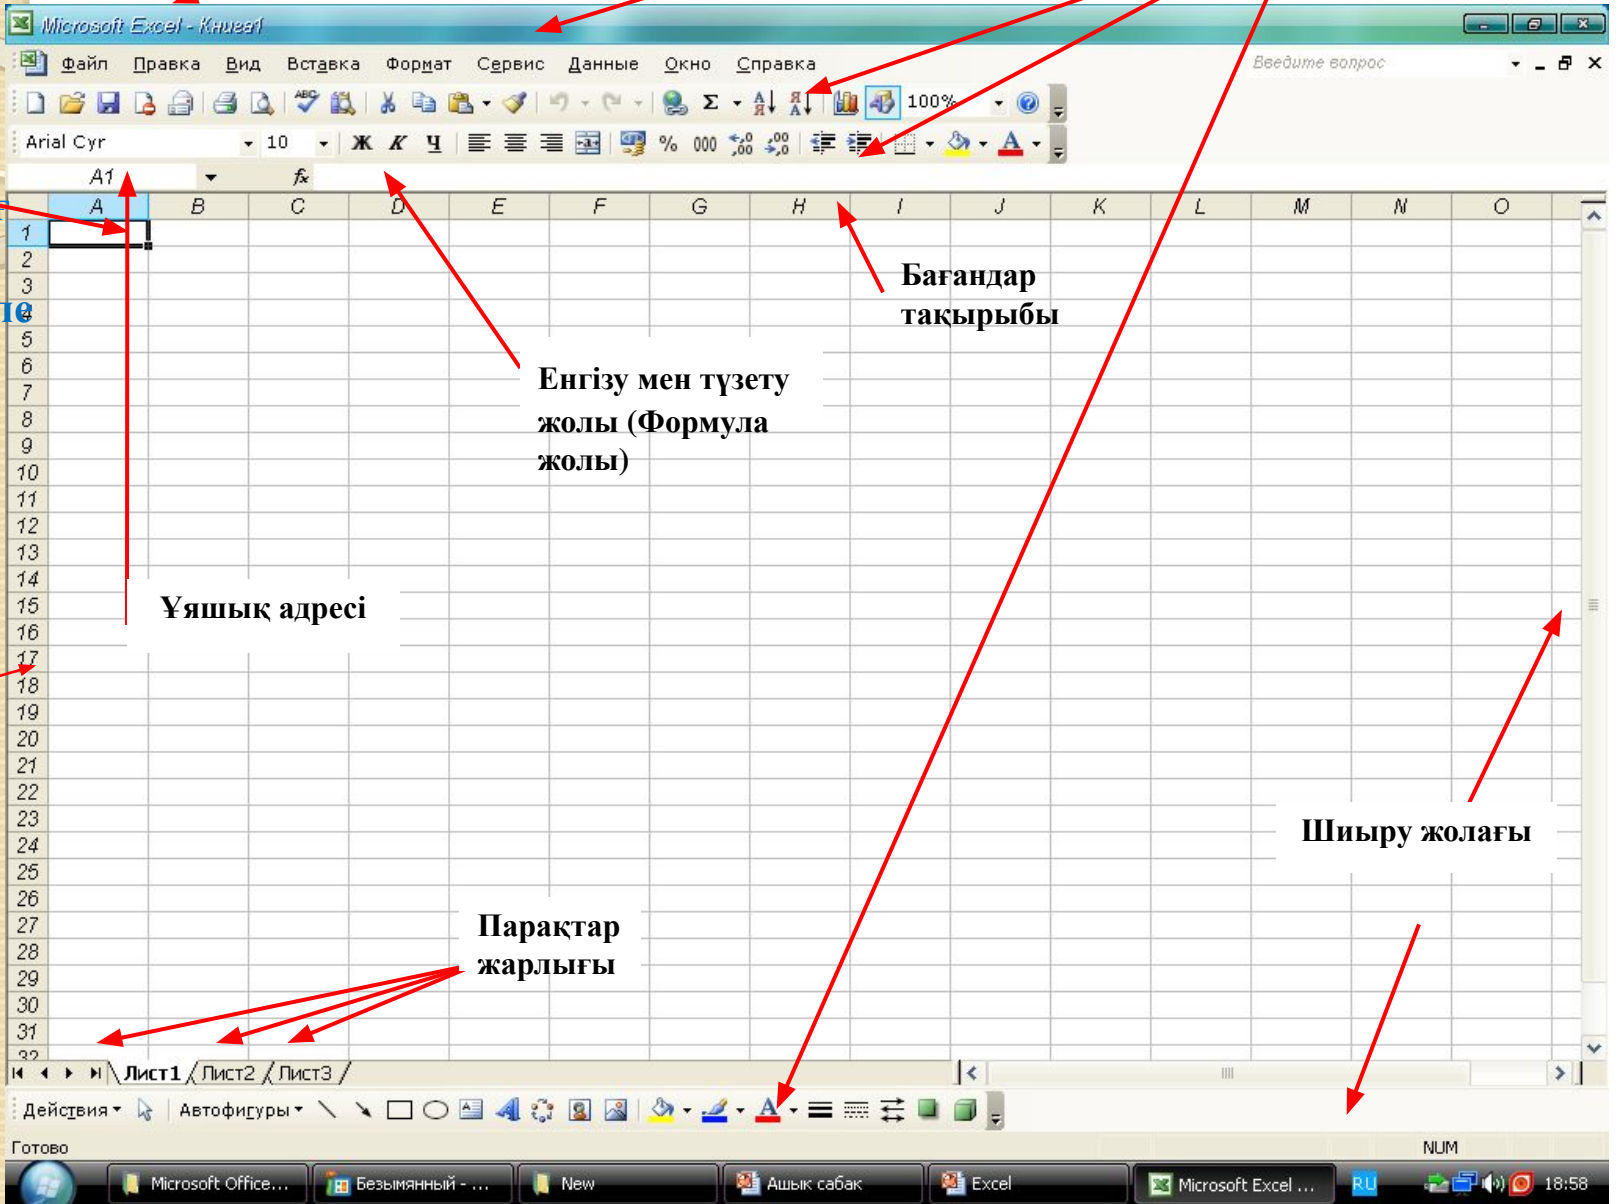 Microsoft Excel - Книга1
Файл Правка Вид Вставка Формат Сервис Данные Окно Справка Введите вопрос
100%
Arial Cyr 10 Ж К Ч % 000
A1 fx
A B C D E F G H I J K L M N O
1
2
3
4
5
6
7
8
9
10
11
12
13
14
15
16
17
18
19
20
21
22
23
24
25
26
27
28
29
30
31
32
Бағандар
тақырыбы
Енгізу мен түзету
жолы (Формула
жолы)
Ұяшық адресі
Шиыру жолағы
Парақтар
жарлығы
Лист1 Лист2 Лист3
Действия Автофигуры
Готово NUM
Microsoft Office... Безымянный - ... New Ашык сабак Excel Microsoft Excel ... RU 18:58